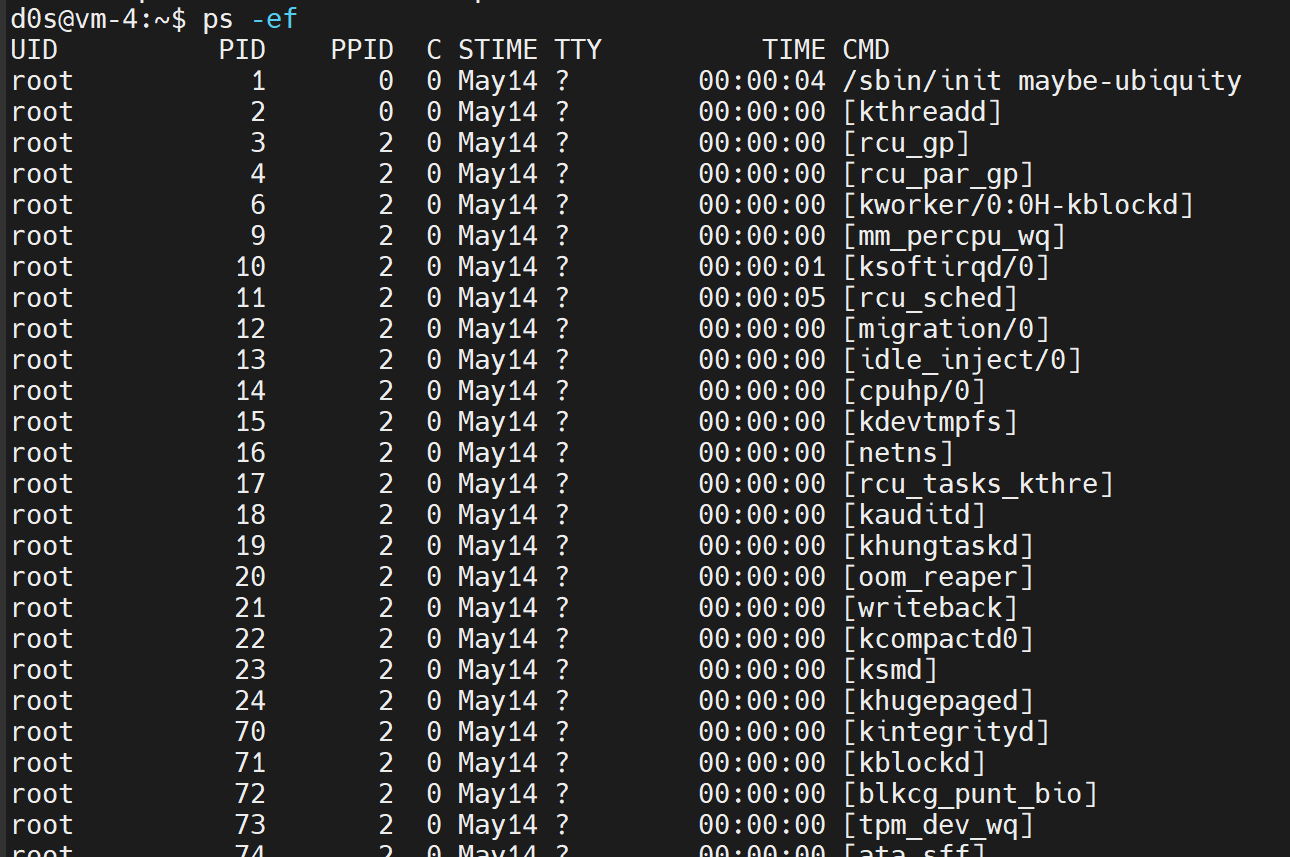 d0s@vm-4:~$ ps -ef
UID          PID    PPID  C STIME TTY          TIME CMD
root           1       0  0 May14 ?        00:00:04 /sbin/init maybe-ubiquity
root           2       0  0 May14 ?        00:00:00 [kthreadd]
root           3       2  0 May14 ?        00:00:00 [rcu_gp]
root           4       2  0 May14 ?        00:00:00 [rcu_par_gp]
root           6       2  0 May14 ?        00:00:00 [kworker/0:0H-kblockd]
root           9       2  0 May14 ?        00:00:00 [mm_percpu_wq]
root          10       2  0 May14 ?        00:00:01 [ksoftirqd/0]
root          11       2  0 May14 ?        00:00:05 [rcu_sched]
root          12       2  0 May14 ?        00:00:00 [migration/0]
root          13       2  0 May14 ?        00:00:00 [idle_inject/0]
root          14       2  0 May14 ?        00:00:00 [cpuhp/0]
root          15       2  0 May14 ?        00:00:00 [kdevtmpfs]
root          16       2  0 May14 ?        00:00:00 [netns]
root          17       2  0 May14 ?        00:00:00 [rcu_tasks_kthre]
root          18       2  0 May14 ?        00:00:00 [kauditd]
root          19       2  0 May14 ?        00:00:00 [khungtaskd]
root          20       2  0 May14 ?        00:00:00 [oom_reaper]
root          21       2  0 May14 ?        00:00:00 [writeback]
root          22       2  0 May14 ?        00:00:00 [kcompactd0]
root          23       2  0 May14 ?        00:00:00 [ksmd]
root          24       2  0 May14 ?        00:00:00 [khugepaged]
root          70       2  0 May14 ?        00:00:00 [kintegrityd]
root          71       2  0 May14 ?        00:00:00 [kblockd]
root          72       2  0 May14 ?        00:00:00 [blkcg_punt_bio]
root          73       2  0 May14 ?        00:00:00 [tpm_dev_wq]
root          74       2  0 May14 ?        00:00:00 [ata_sff]